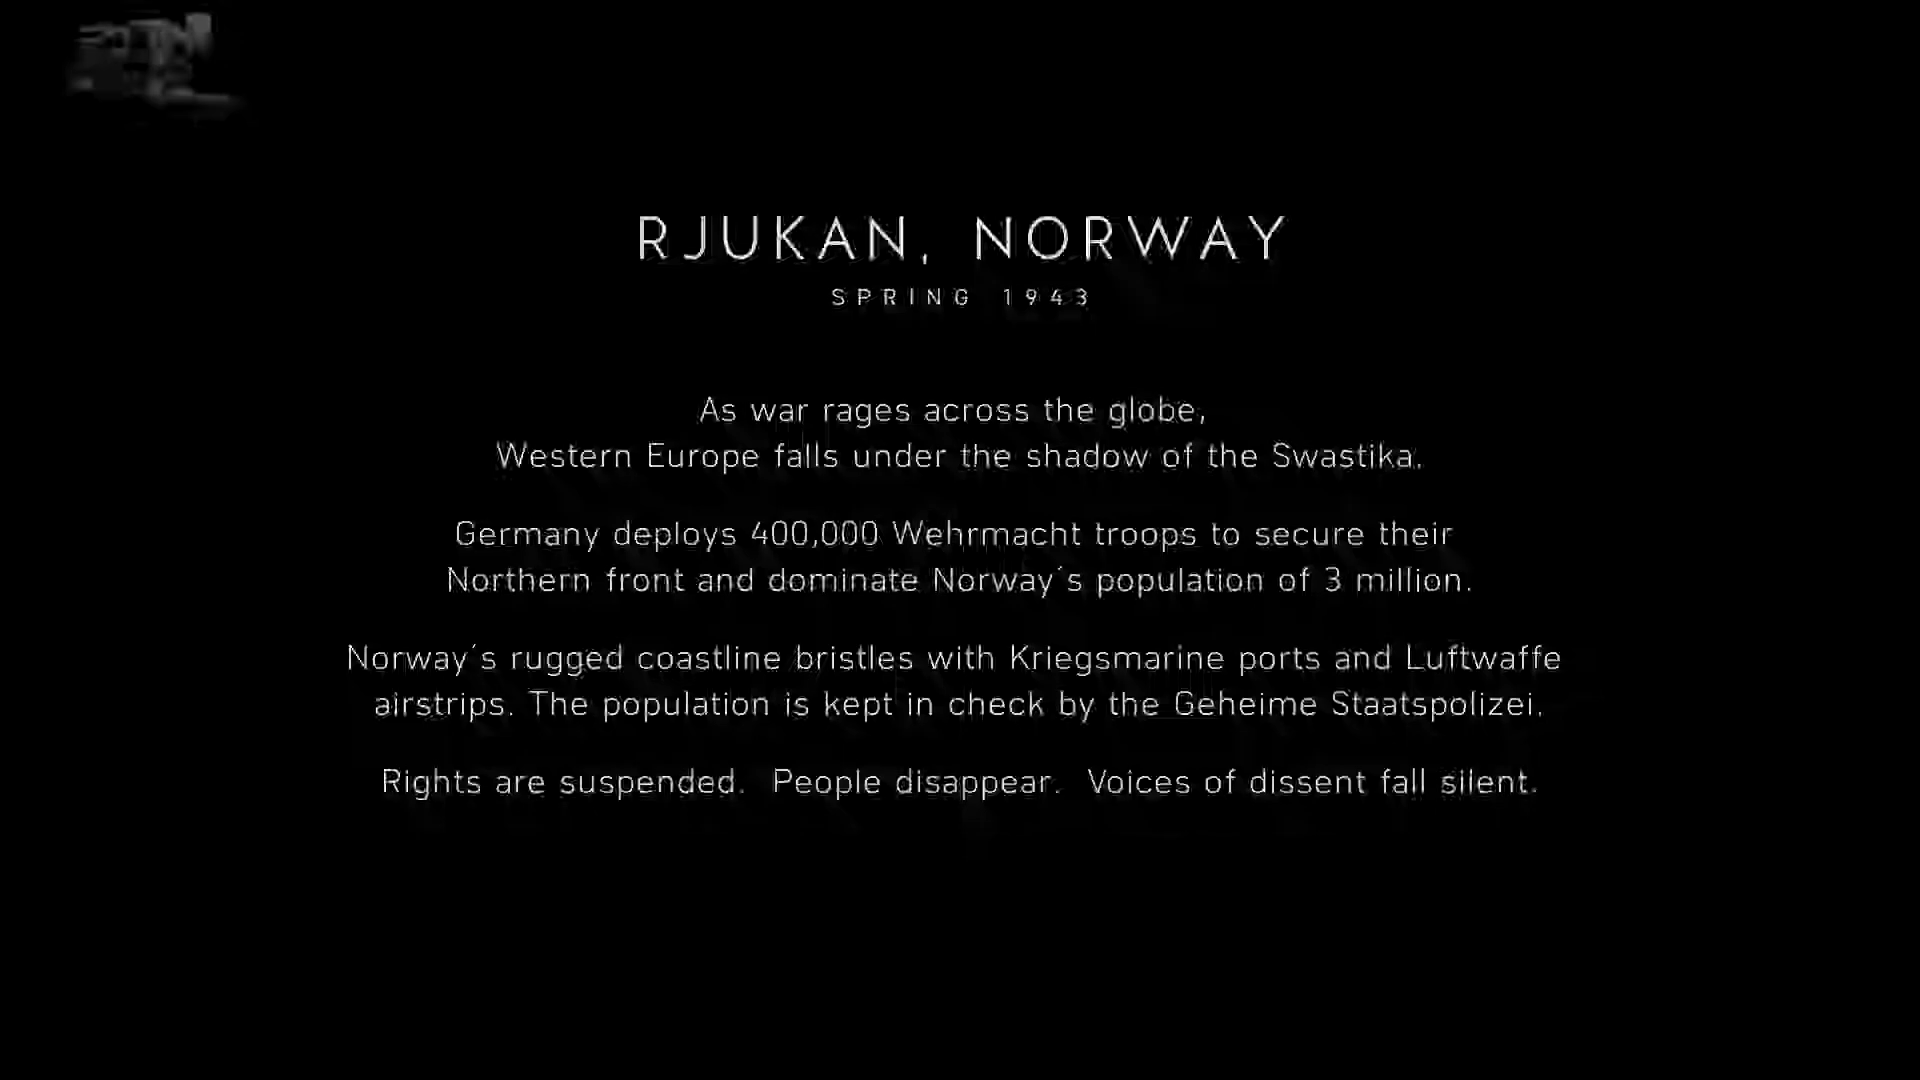 RJUKAN, NORWAY
SPRING 1943
As war rages across the globe,
Western Europe falls under the shadow of the Swastika.
Germany deploys 400,000 Wehrmacht troops to secure their
Northern front and dominate Norway´s population of 3 million.
Norway´s rugged coastline bristles with Kriegsmarine ports and Luftwaffe
airstrips. The population is kept in check by the Geheime Staatspolizei.
Rights are suspended.  People disappear.  Voices of dissent fall silent.